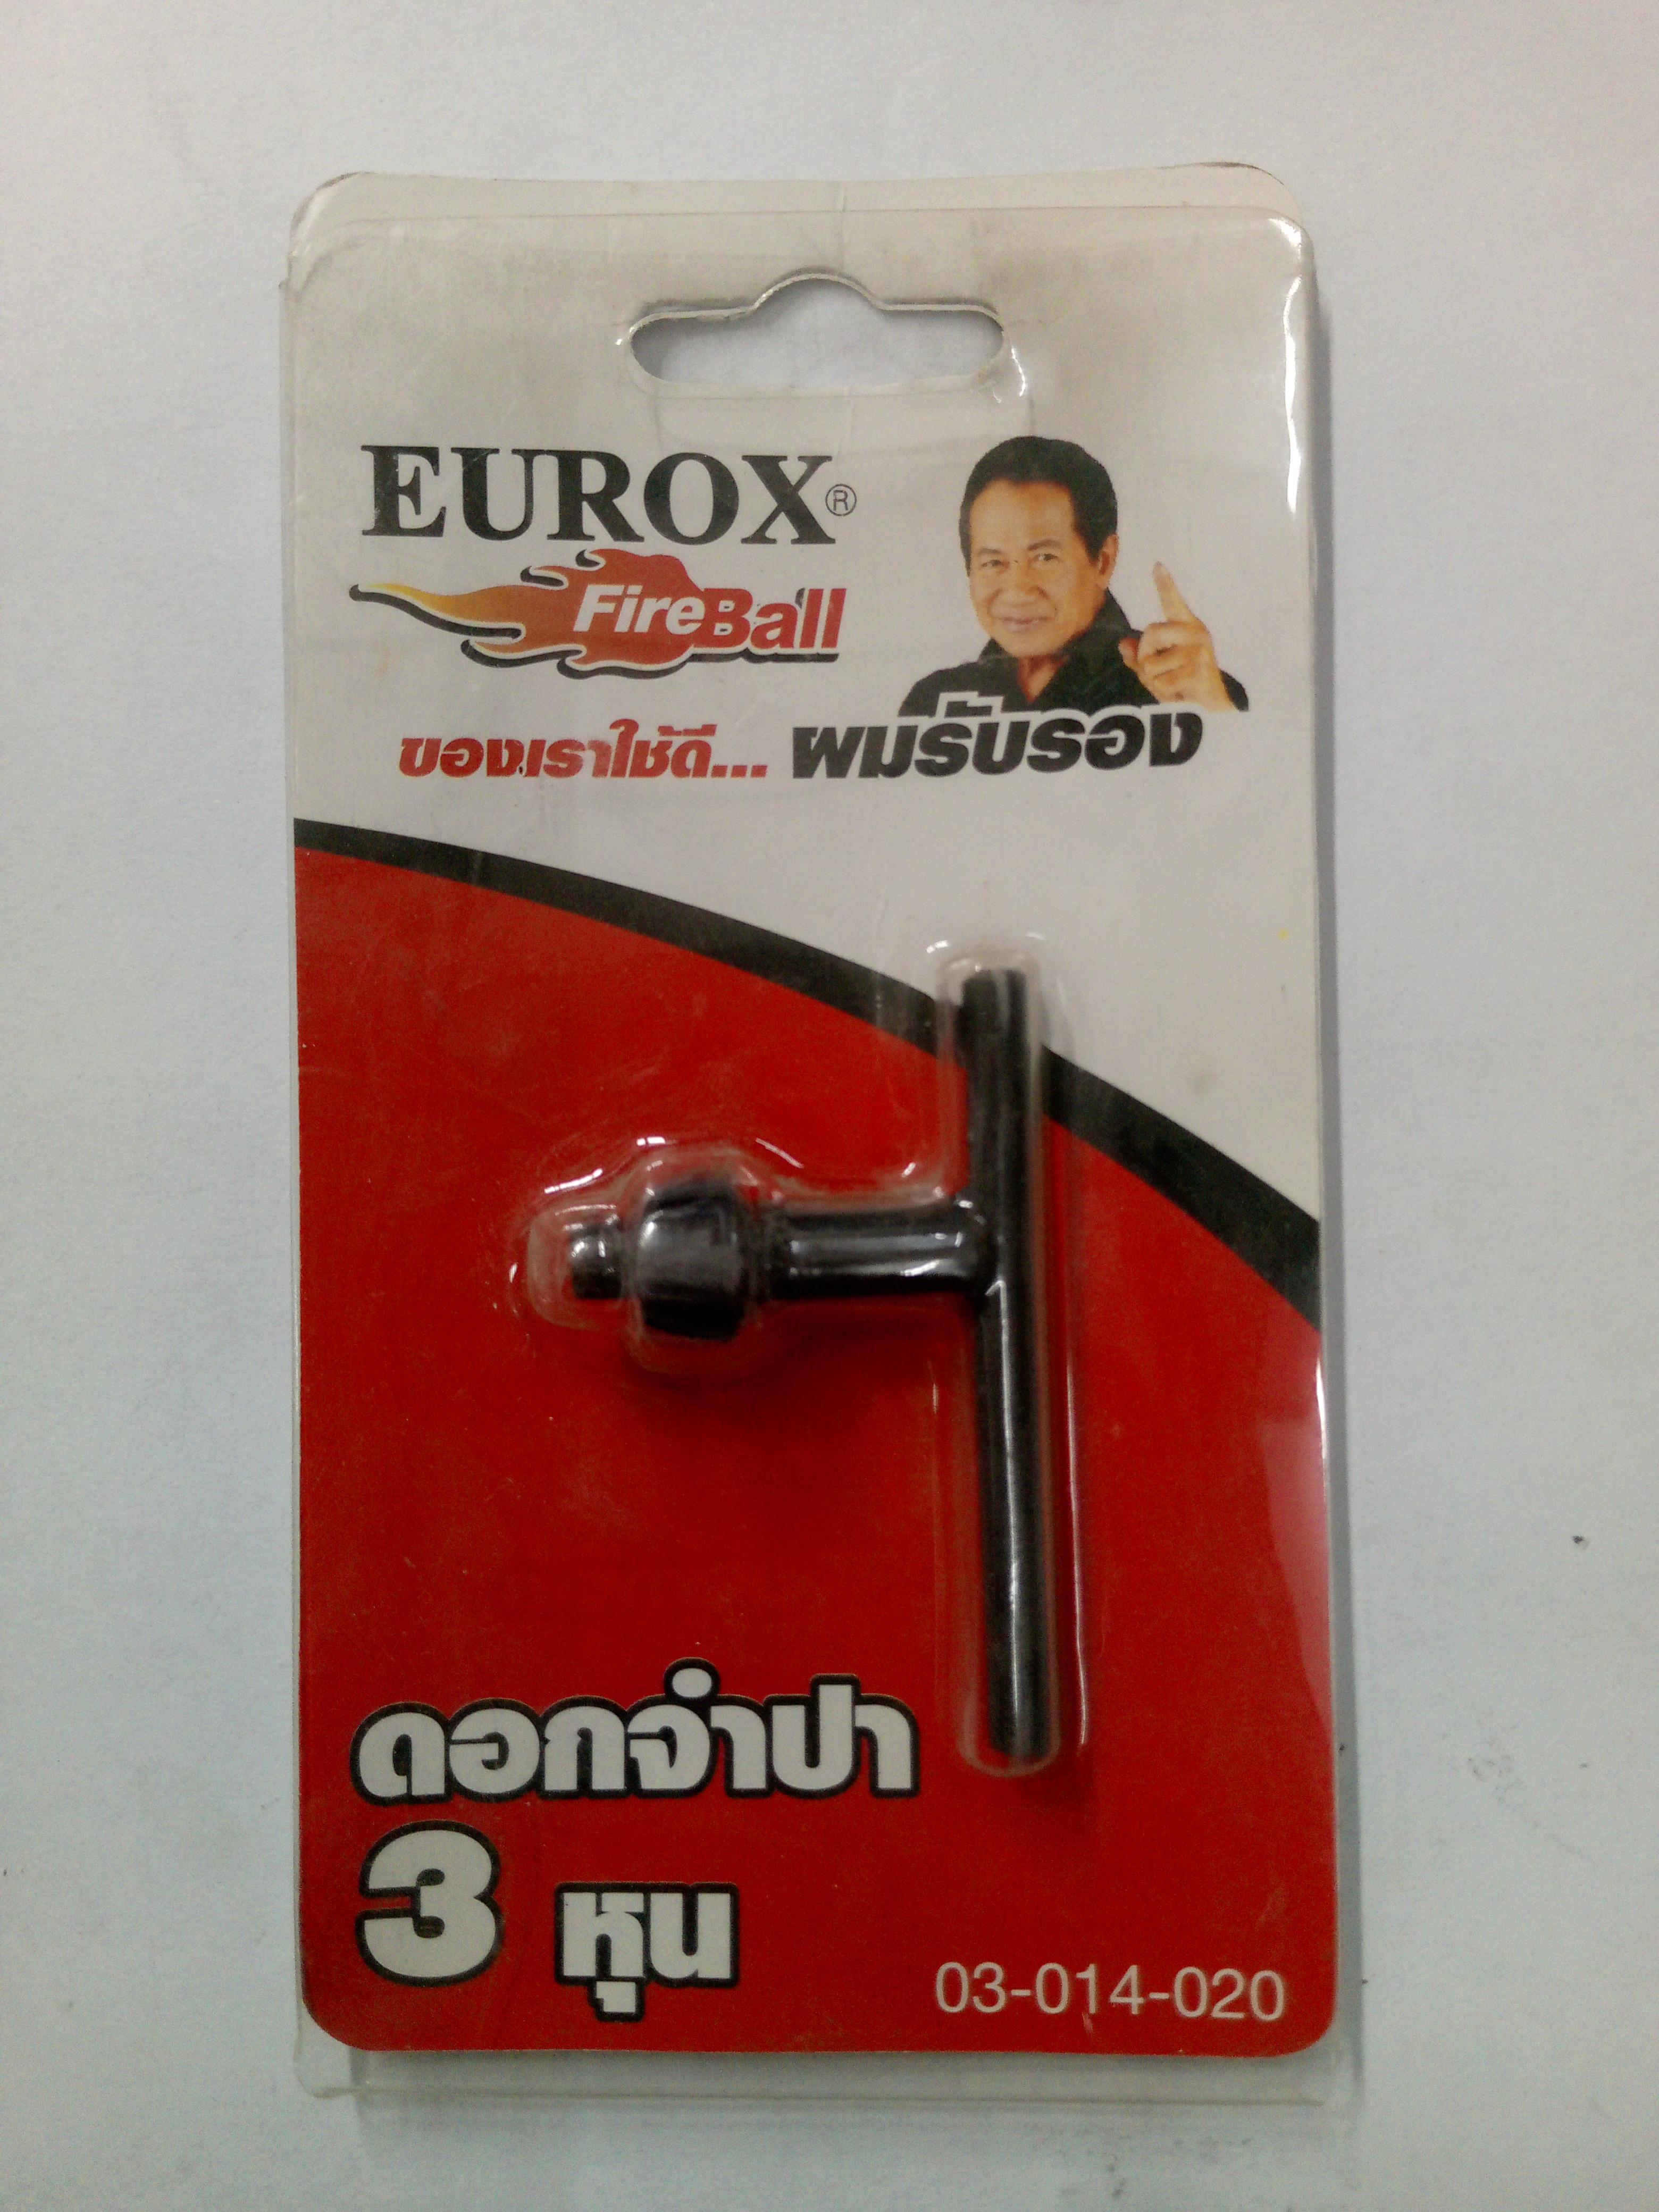 EUROX®
FireBall
ของเราใช้ดี... ผมรับรอง
ดอกจำปา
3 หุน
03-014-020